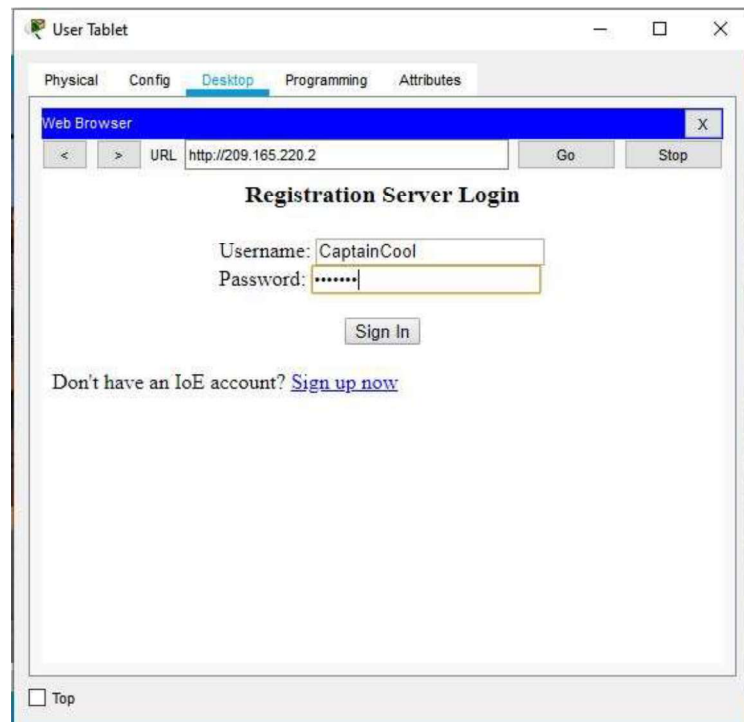 User Tablet
Physical Config Desktop Programming Attributes
Web Browser X
< > URL http://209.165.220.2 Go Stop
Registration Server Login
Username: CaptainCool
Password: •••••••
Sign In
Don't have an IoE account? Sign up now
Top